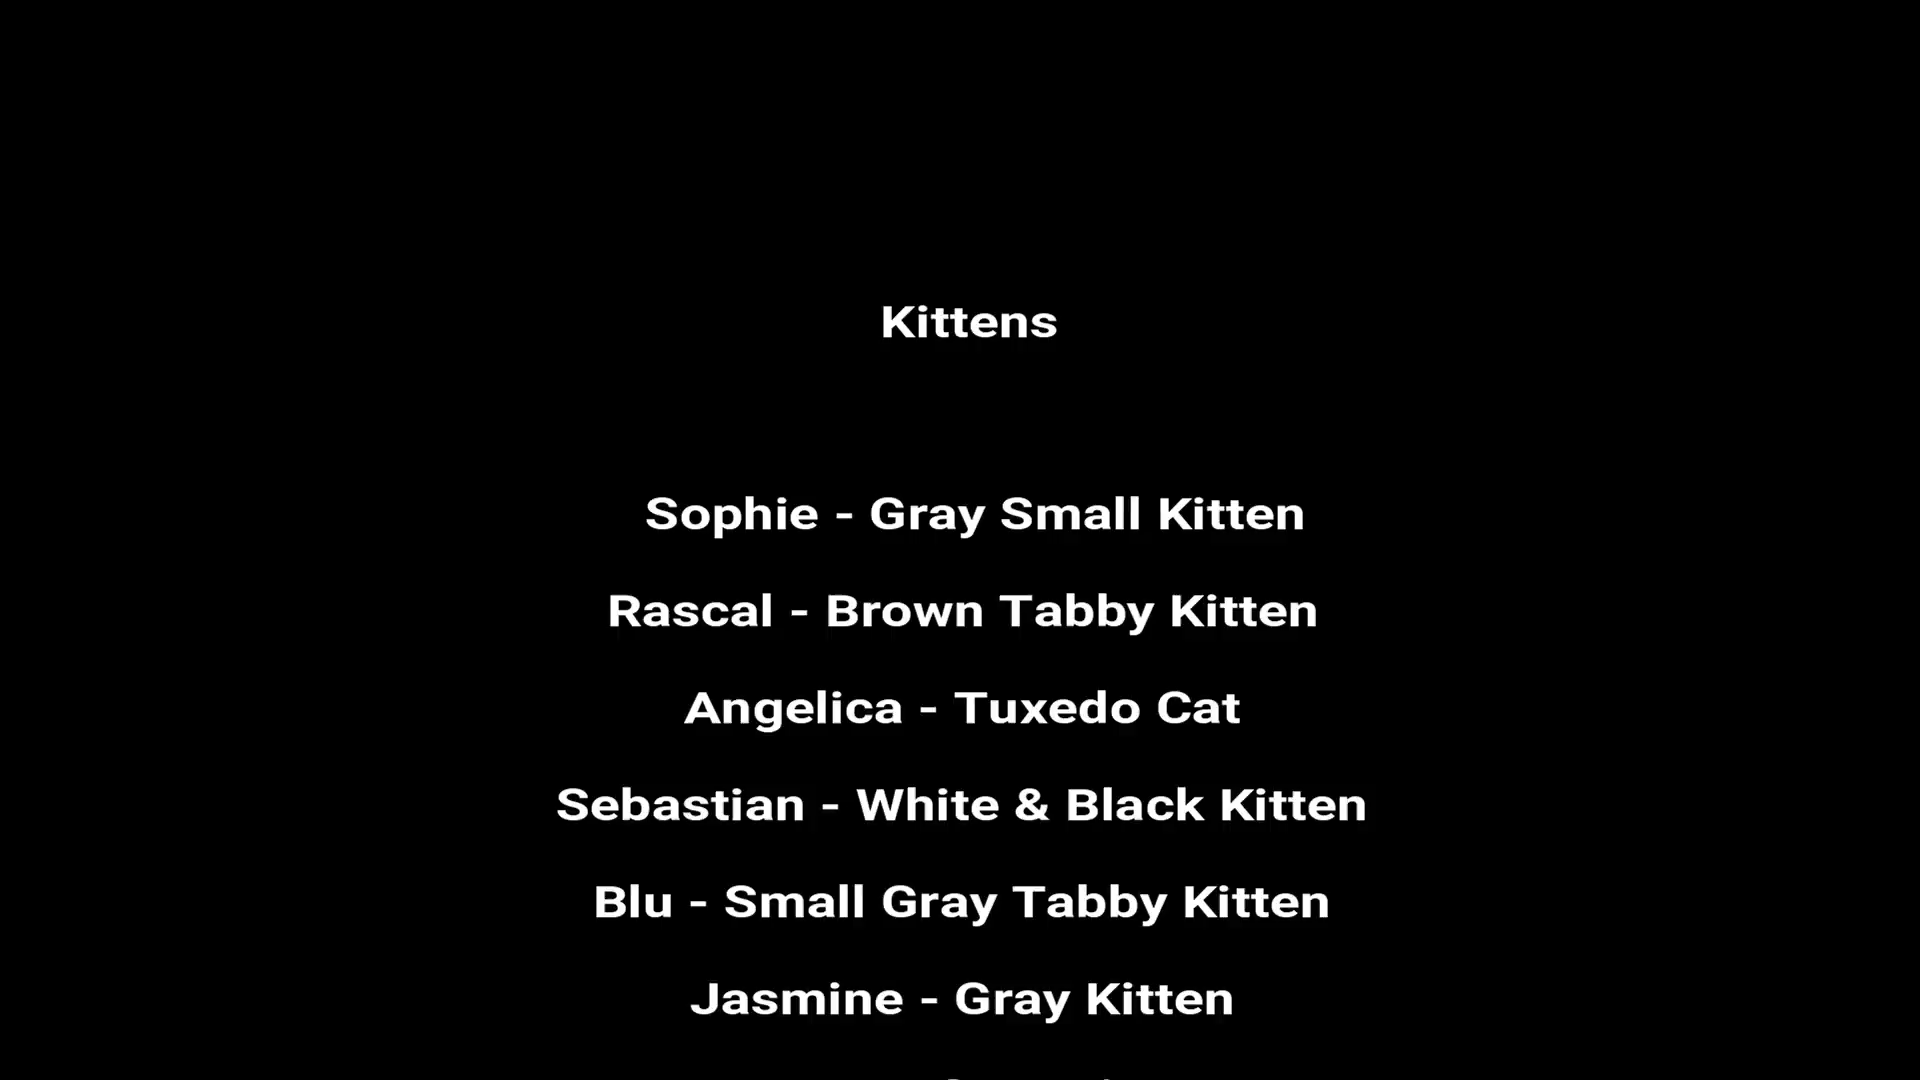 Kittens
Sophie - Gray Small Kitten
Rascal - Brown Tabby Kitten
Angelica - Tuxedo Cat
Sebastian - White & Black Kitten
Blu - Small Gray Tabby Kitten
Jasmine - Gray Kitten